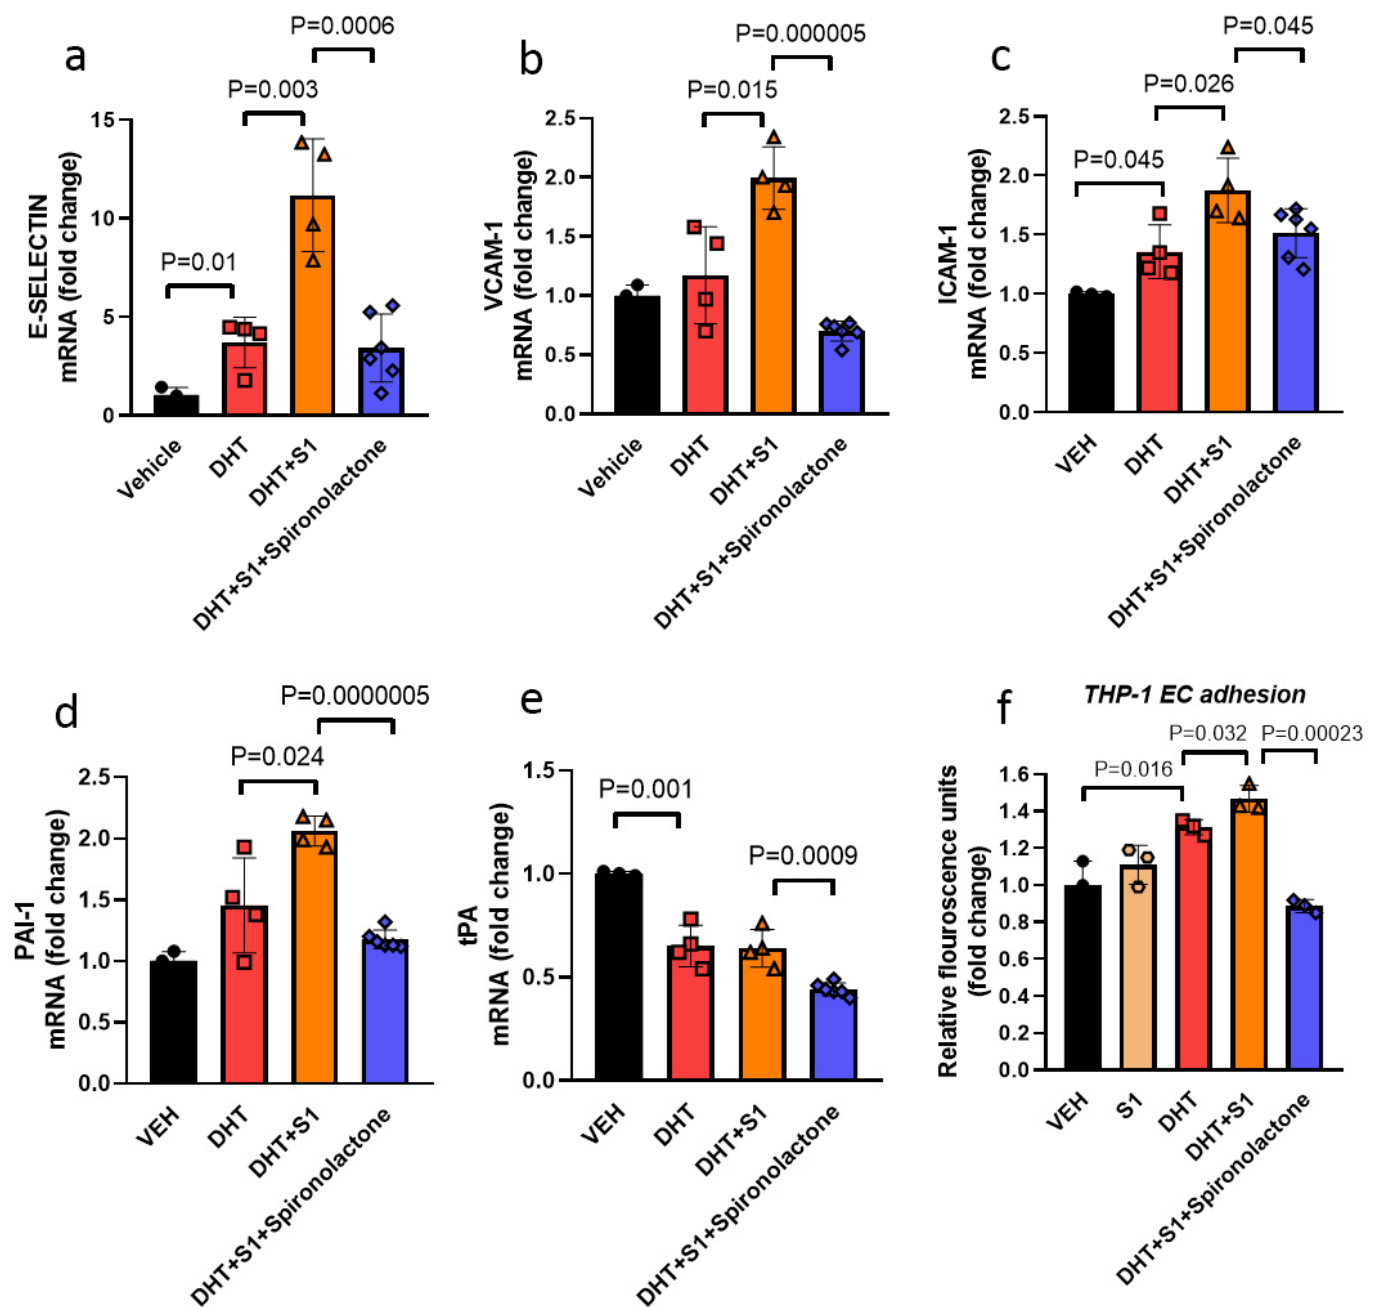 a
P=0.0006
P=0.003
P=0.01
E-SELECTIN
mRNA (fold change)
15
10
5
0
Vehicle
DHT
DHT+S1
DHT+S1+Spironolactone
b
P=0.000005
P=0.015
VCAM-1
mRNA (fold change)
2.5
2.0
1.5
1.0
0.5
0.0
Vehicle
DHT
DHT+S1
DHT+S1+Spironolactone
c
P=0.045
P=0.026
P=0.045
ICAM-1
mRNA (fold change)
2.5
2.0
1.5
1.0
0.5
0.0
VEH
DHT
DHT+S1
DHT+S1+Spironolactone
d
P=0.0000005
P=0.024
PAI-1
mRNA (fold change)
2.5
2.0
1.5
1.0
0.5
0.0
VEH
DHT
DHT+S1
DHT+S1+Spironolactone
e
P=0.001
P=0.0009
tPA
mRNA (fold change)
1.5
1.0
0.5
0.0
VEH
DHT
DHT+S1
DHT+S1+Spironolactone
f
THP-1 EC adhesion
P=0.032
P=0.00023
P=0.016
Relative flouroscence units
(fold change)
1.6
1.4
1.2
1.0
0.8
0.6
0.4
0.2
0.0
VEH
S1
DHT
DHT+S1
DHT+S1+Spironolactone